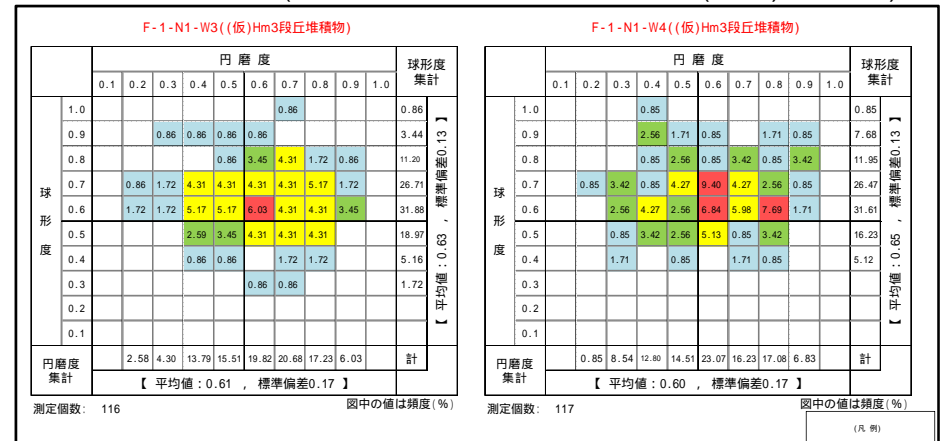 F-1-N1-W3((仮)Hm3段丘堆積物)
円磨度
球形度集計
0.1 0.2 0.3 0.4 0.5 0.6 0.7 0.8 0.9 1.0
球形度
1.0 0.86 0.86
0.9 0.86 0.86 0.86 0.86 3.44
0.8 0.86 3.45 4.31 1.72 0.86 11.20
0.7 0.86 1.72 4.31 4.31 4.31 4.31 5.17 1.72 26.71
0.6 1.72 1.72 5.17 5.17 6.03 4.31 4.31 3.45 31.88
0.5 2.59 3.45 4.31 4.31 4.31 18.97
0.4 0.86 0.86 1.72 1.72 5.16
0.3 0.86 0.86 1.72
0.2
0.1
【 平均値:0.63 , 標準偏差0.13 】
円磨度集計
2.58 4.30 13.79 15.51 19.82 20.68 17.23 6.03 計
【 平均値:0.61 , 標準偏差0.17 】
測定個数: 116
図中の値は頻度(%)
F-1-N1-W4((仮)Hm3段丘堆積物)
円磨度
球形度集計
0.1 0.2 0.3 0.4 0.5 0.6 0.7 0.8 0.9 1.0
球形度
1.0 0.85 0.85
0.9 2.56 1.71 0.85 1.71 0.85 7.68
0.8 0.85 2.56 0.85 3.42 0.85 3.42 11.95
0.7 0.85 3.42 0.85 4.27 9.40 4.27 2.56 0.85 26.47
0.6 2.56 4.27 2.56 6.84 5.98 7.69 1.71 31.61
0.5 0.85 3.42 2.56 5.13 0.85 3.42 16.23
0.4 1.71 0.85 1.71 0.85 5.12
0.3
0.2
0.1
【 平均値:0.65 , 標準偏差0.13 】
円磨度集計
0.85 8.54 12.80 14.51 23.07 16.23 17.08 6.83 計
【 平均値:0.60 , 標準偏差0.17 】
測定個数: 117
図中の値は頻度(%)
(凡 例)